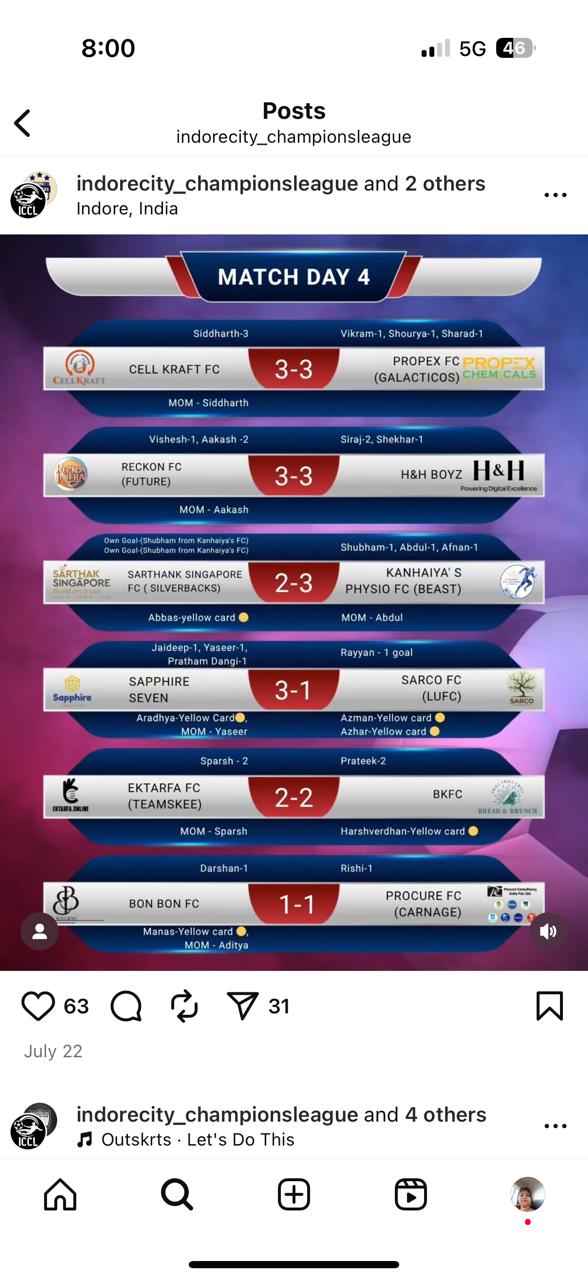 8:00
5G 46
Posts
indorecity_championsleague
indorecity_championsleague and 2 others
Indore, India
ICCL
MATCH DAY 4
Siddharth-3
Vikram-1, Shourya-1, Sharad-1
CELLKRAFT
CELL KRAFT FC
3-3
PROPEX FC
(GALACTICOS)
PROPEX
CHEMICALS
MOM - Siddharth
Vishesh-1, Aakash -2
Siraj-2, Shekhar-1
RECKON
INFRA
RECKON FC
(FUTURE)
3-3
H&H BOYZ
H&H
Powering Digital Excellence
MOM - Aakash
Own Goal-(Shubham from Kanhaiya's FC)
Own Goal-(Shubham from Kanhaiya's FC)
Shubham-1, Abdul-1, Afnan-1
SARTHAK
SINGAPORE
Build on trust
SARTHANK SINGAPORE
FC ( SILVERBACKS)
2-3
KANHAIYA' S
PHYSIO FC (BEAST)
Abbas-yellow card
MOM - Abdul
Jaideep-1, Yaseer-1,
Pratham Dangi-1
Rayyan - 1 goal
Sapphire
SAPPHIRE
SEVEN
3-1
SARCO FC
(LUFC)
SARCO
Aradhya-Yellow Card,
MOM - Yaseer
Azman-Yellow card
Azhar-Yellow card
Sparsh - 2
Prateek-2
EKTARFA.ONLINE
EKTARFA FC
(TEAMSKEE)
2-2
BKFC
BREAD & BRUNCH
MOM - Sparsh
Harshverdhan-Yellow card
Darshan-1
Rishi-1
BON BON FC
1-1
PROCURE FC
(CARNAGE)
Procure Consultancy
India Pvt. Ltd.
Manas-Yellow card,
MOM - Aditya
63
31
July 22
indorecity_championsleague and 4 others
ICCL
Outskrts · Let's Do This